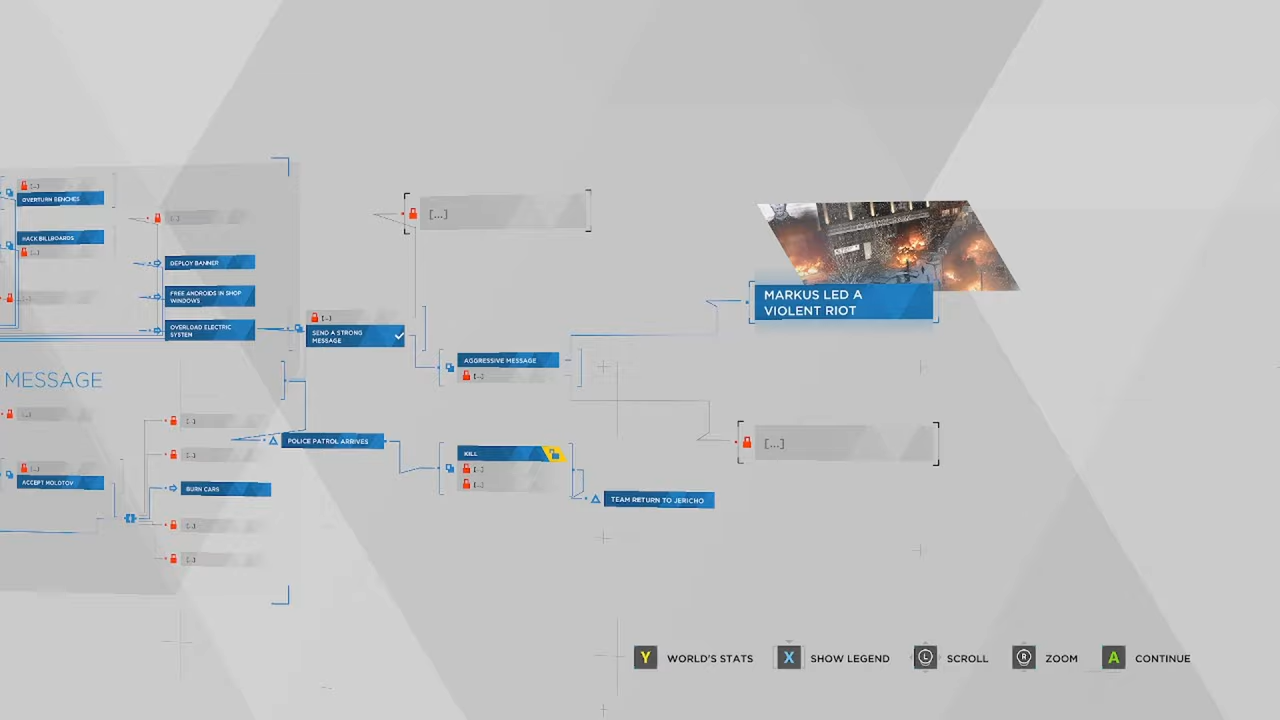 [...]
OVERTURN BENCHES
HACK BILLBOARDS
[...]
[...]
[...]
DEPLOY BANNER
FREE ANDROIDS IN SHOP
WINDOWS
OVERLOAD ELECTRIC
SYSTEM
[...]
SEND A STRONG
MESSAGE
[...]
AGGRESSIVE MESSAGE
[...]
MARKUS LED A
VIOLENT RIOT
[...]
MESSAGE
[...]
[...]
ACCEPT MOLOTOV
[...]
[...]
BURN CARS
[...]
[...]
POLICE PATROL ARRIVES
KILL
[...]
[...]
TEAM RETURN TO JERICHO
Y WORLD'S STATS X SHOW LEGEND L SCROLL R ZOOM A CONTINUE